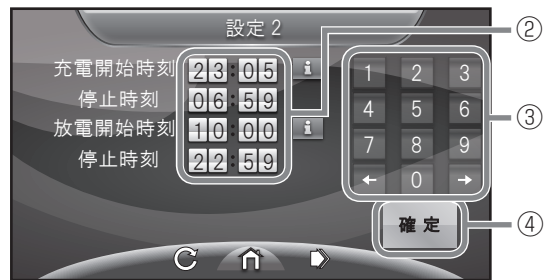 設定 2
充電開始時刻 23:05 i
停止時刻 06:59
放電開始時刻 10:00 i
停止時刻 22:59
1 2 3
4 5 6
7 8 9
← 0 →
確定
②
③
④